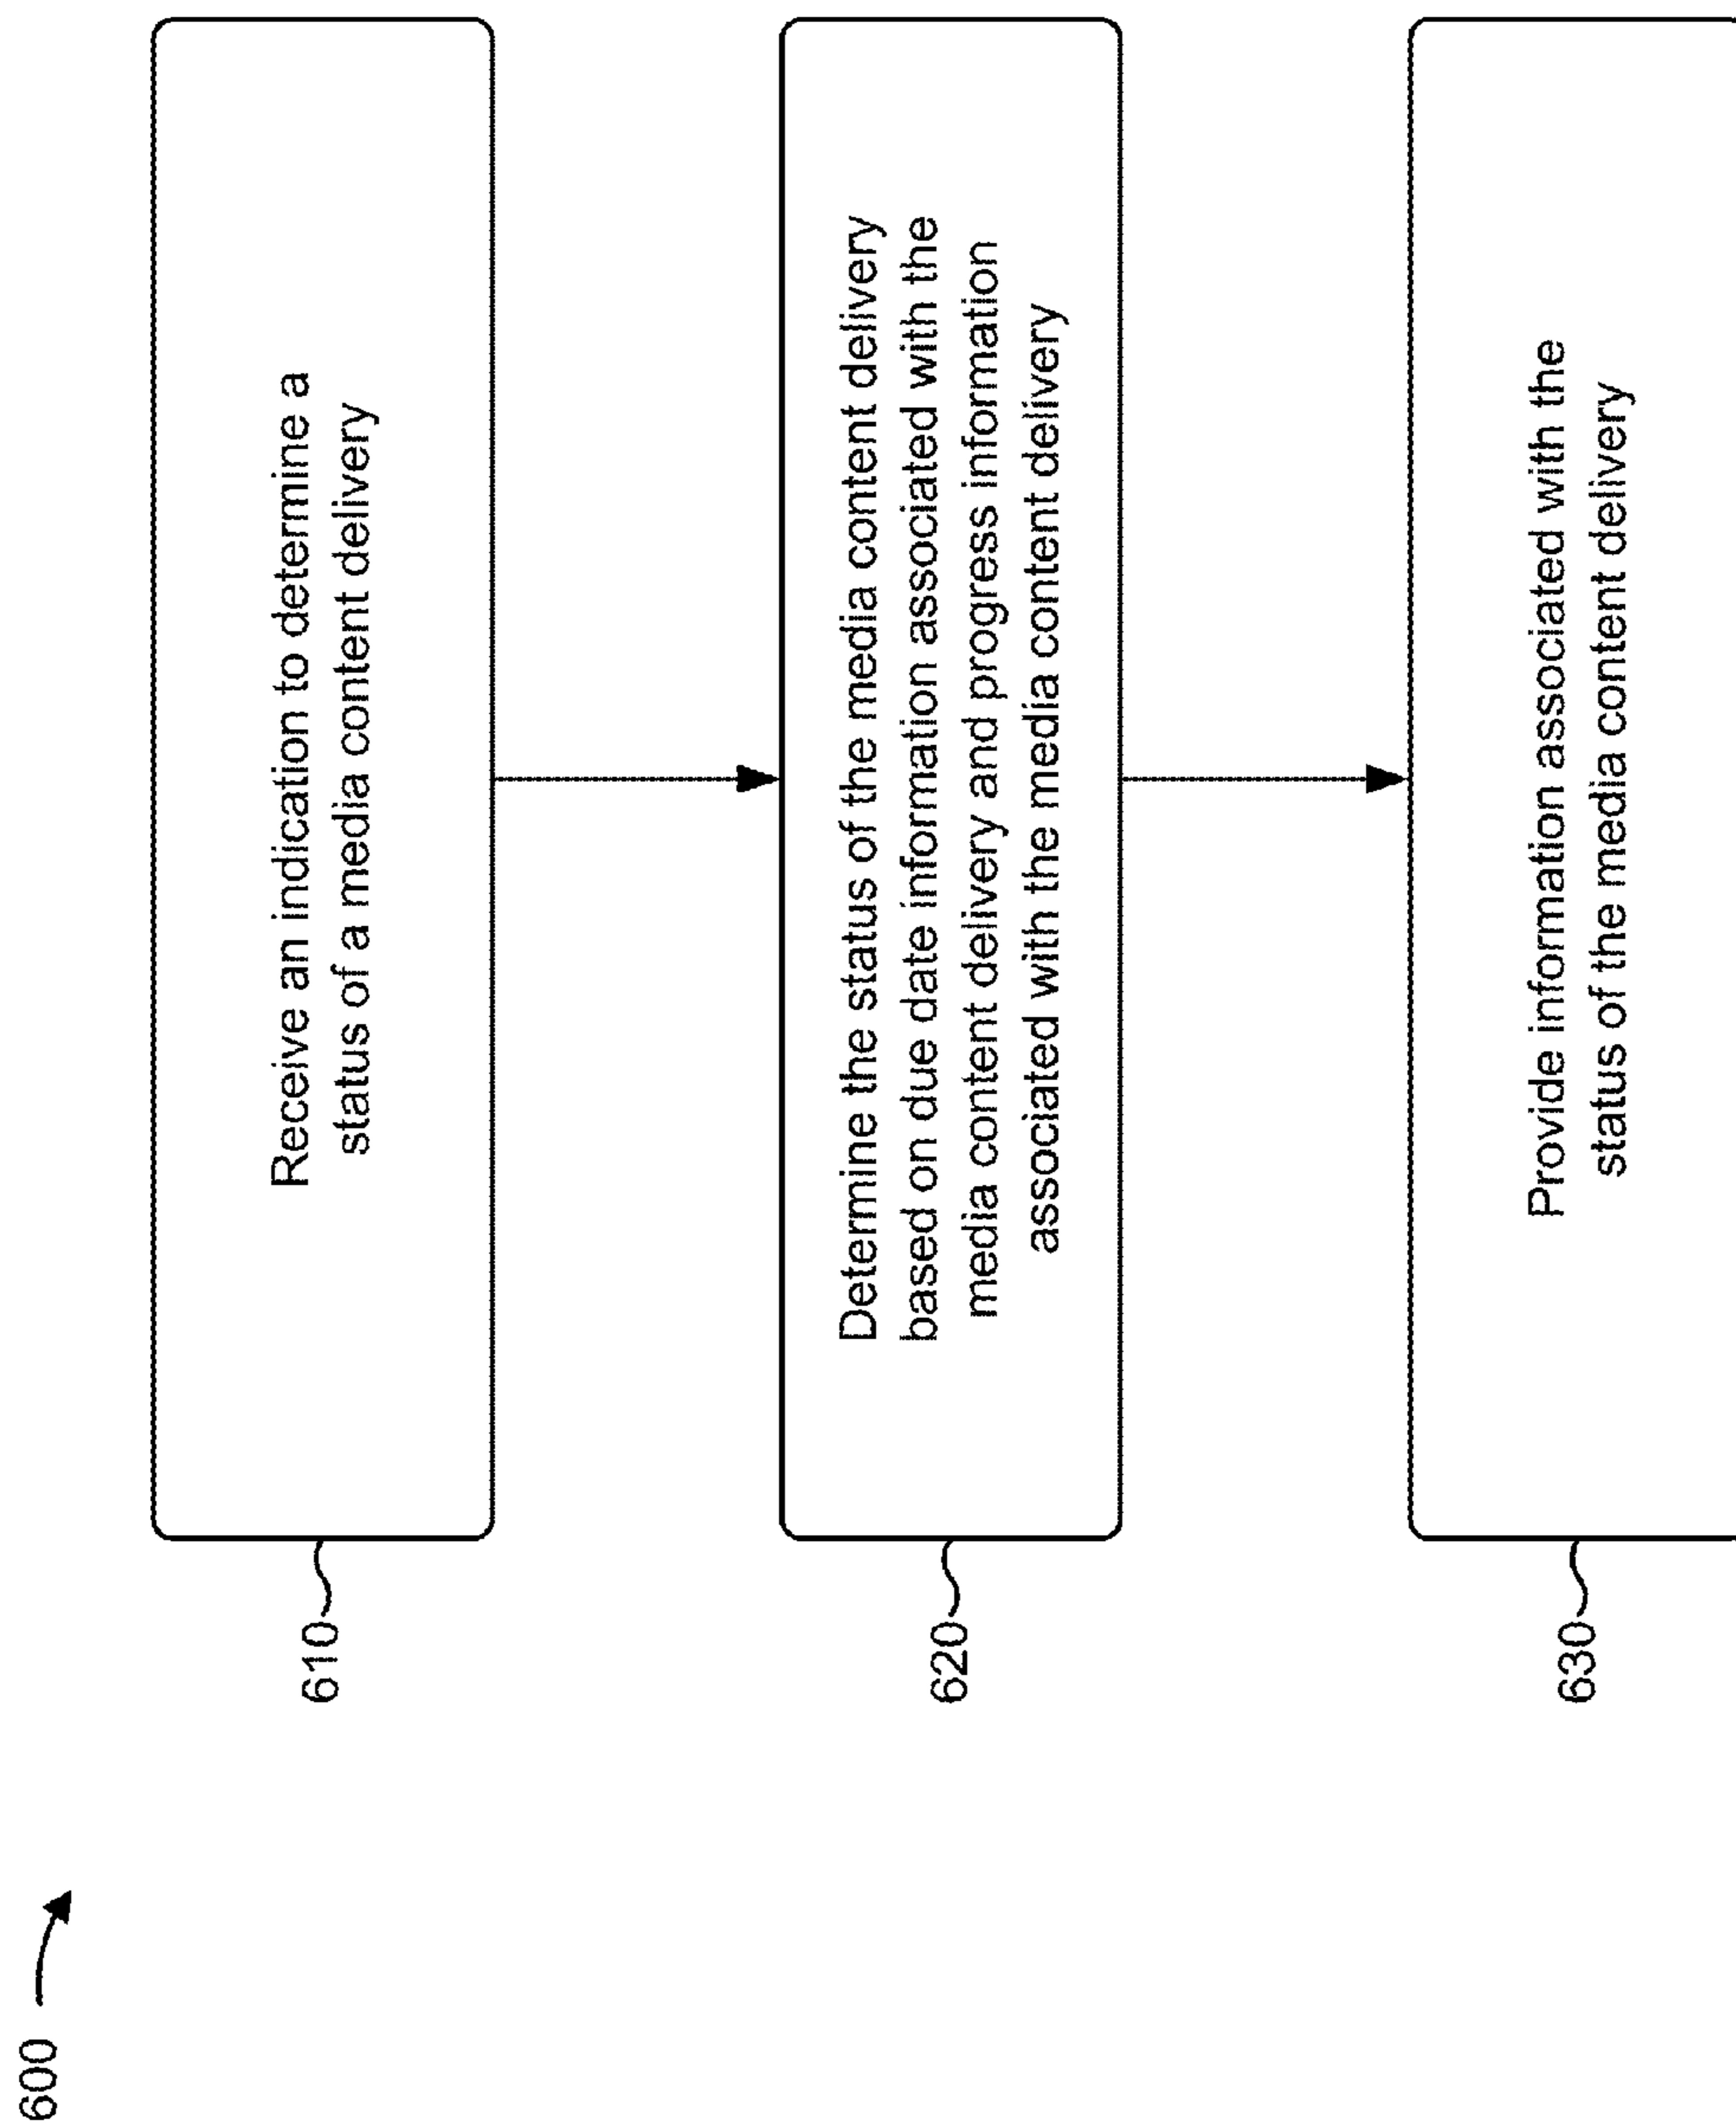 600
610
Receive an indication to determine a
status of a media content delivery
620
Determine the status of the media content delivery
based on due date information associated with the
media content delivery and progress information
associated with the media content delivery
630
Provide information associated with the
status of the media content delivery